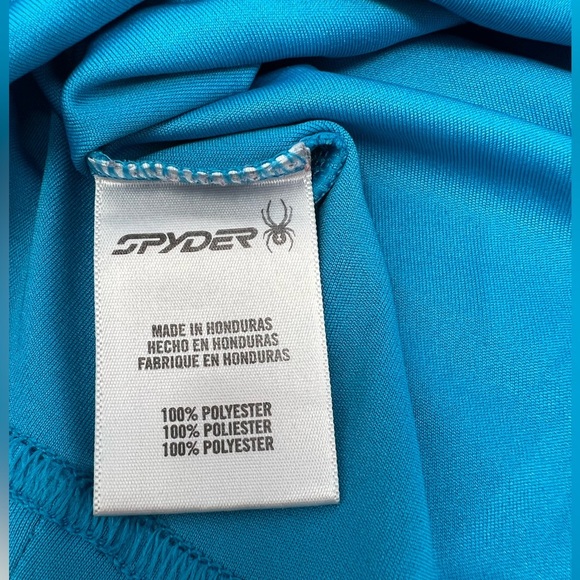 SPYDER
MADE IN HONDURAS
HECHO EN HONDURAS
FABRIQUE EN HONDURAS
100% POLYESTER
100% POLIESTER
100% POLYESTER